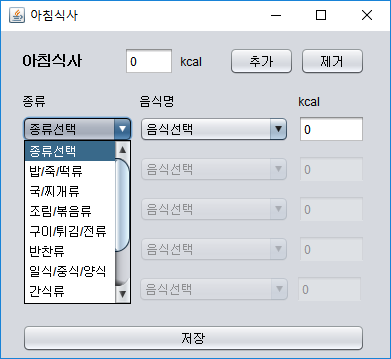 아침식사
아침식사 0 kcal 추가 제거
종류 음식명 kcal
종류선택 음식선택 0
종류선택
밥/죽/떡류 음식선택 0
국/찌개류
조림/볶음류 음식선택 0
구이/튀김/전류
반찬류 음식선택 0
일식/중식/양식
간식류 음식선택 0
저장